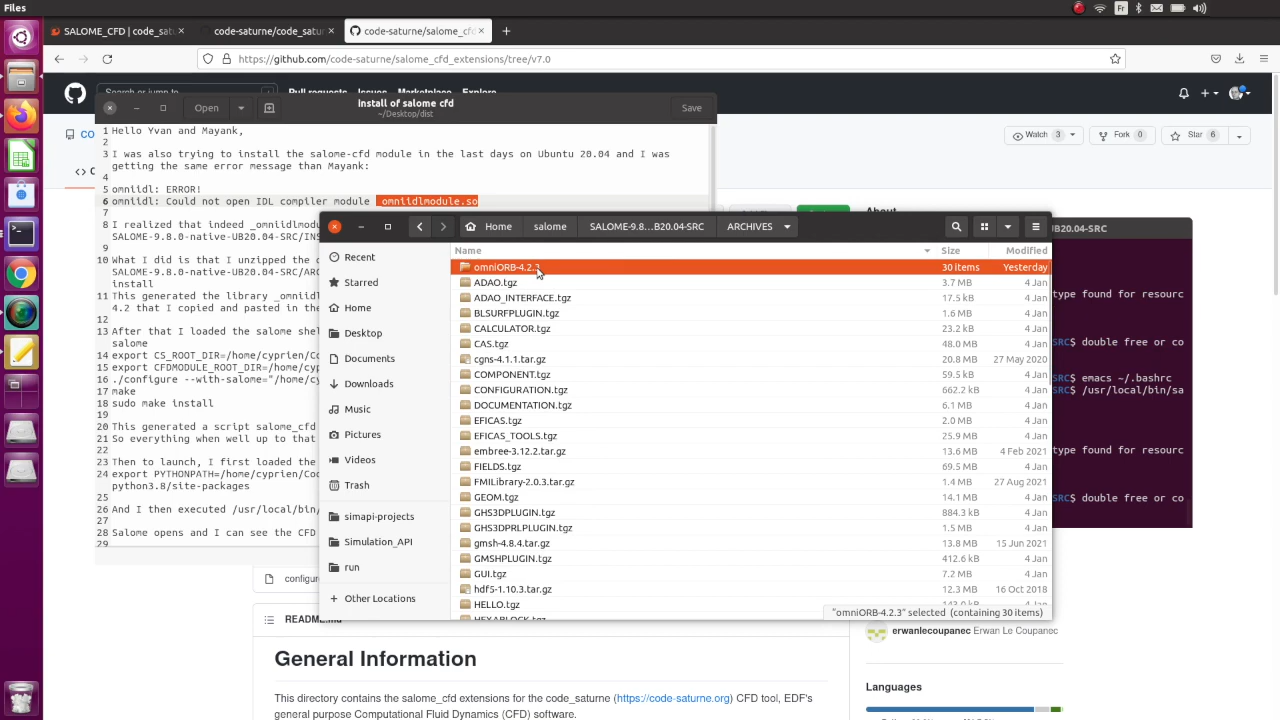 Files
Fr
SALOME_CFD | code_sat
code-saturne/code_satur
code-saturne/salome_cfd
https://github.com/code-saturne/salome_cfd_extensions/tree/v7.0
Search or jump to...
Pull requests Issues Marketplace Explore
Open
Install of salome cfd
~/Desktop/dist
Save
CO
Watch 3
Fork 0
Star 6
1 Hello Yvan and Mayank,
2
3 I was also trying to install the salome-cfd module in the last days on Ubuntu 20.04 and I was
getting the same error message than Mayank:
4
5 omniidl: ERROR!
6 omniidl: Could not open IDL compiler module _omniidlmodule.so
7
8 I realized that indeed _omnidl
SALOME-9.8.0-native-UB20.04-SRC/INS
9
10 What I did is that I unzipped the
SALOME-9.8.0-native-UB20.04-SRC/ARC
install
11 This generated the library _omniidl
4.2 that I copied and pasted in the
12
13 After that I loaded the salome she
salome
14 export CS_ROOT_DIR=/home/cyprien/Co
15 export CFDMODULE_ROOT_DIR=/home/cyp
16 ./configure --with-salome="/home/cy
17 make
18 sudo make install
19
20 This generated a script salome_cfd
21 So everything when well up to that
22
23 Then to launch, I first loaded the
24 export PYTHONPATH=/home/cyprien/Co
python3.8/site-packages
25
26 And I then executed /usr/local/bin/
27
28 Salome opens and I can see the CFD
29
Home
salome
SALOME-9.8...B20.04-SRC
ARCHIVES
Name Size Modified
Recent
Starred
Home
Desktop
Documents
Downloads
Music
Pictures
Videos
Trash
simapi-projects
Simulation_API
run
Other Locations
omniORB-4.2.3 30 items Yesterday
ADAO.tgz 3.7 MB 4 Jan
ADAO_INTERFACE.tgz 17.5 kB 4 Jan
BLSURFPLUGIN.tgz 1.6 MB 4 Jan
CALCULATOR.tgz 23.2 kB 4 Jan
CAS.tgz 48.0 MB 4 Jan
cgns-4.1.1.tar.gz 20.8 MB 27 May 2020
COMPONENT.tgz 59.5 kB 4 Jan
CONFIGURATION.tgz 662.2 kB 4 Jan
DOCUMENTATION.tgz 6.1 MB 4 Jan
EFICAS.tgz 2.0 MB 4 Jan
EFICAS_TOOLS.tgz 25.9 MB 4 Jan
embree-3.12.2.tar.gz 13.6 MB 4 Feb 2021
FIELDS.tgz 69.5 MB 4 Jan
FMILibrary-2.0.3.tar.gz 1.4 MB 27 Aug 2021
GEOM.tgz 14.1 MB 4 Jan
GHS3DPLUGIN.tgz 884.3 kB 4 Jan
GHS3DPRLPLUGIN.tgz 1.5 MB 4 Jan
gmsh-4.8.4.tar.gz 13.8 MB 15 Jun 2021
GMSHPLUGIN.tgz 412.6 kB 4 Jan
GUI.tgz 7.2 MB 4 Jan
hdf5-1.10.3.tar.gz 12.3 MB 16 Oct 2018
HELLO.tgz 143.0 kB 4 Jan
HEXABLOCK.tgz
"omniORB-4.2.3" selected (containing 30 items)
About
UB20.04-SRC
type found for resourc
SRC$ double free or co
SRC$ emacs ~/.bashrc
SRC$ /usr/local/bin/sa
type found for resourc
SRC$ double free or co
configure
README.md
General Information
This directory contains the salome_cfd extensions for the code_saturne (https://code-saturne.org) CFD tool, EDF's
general purpose Computational Fluid Dynamics (CFD) software.
erwanlecoupanec Erwan Le Coupanec
Languages